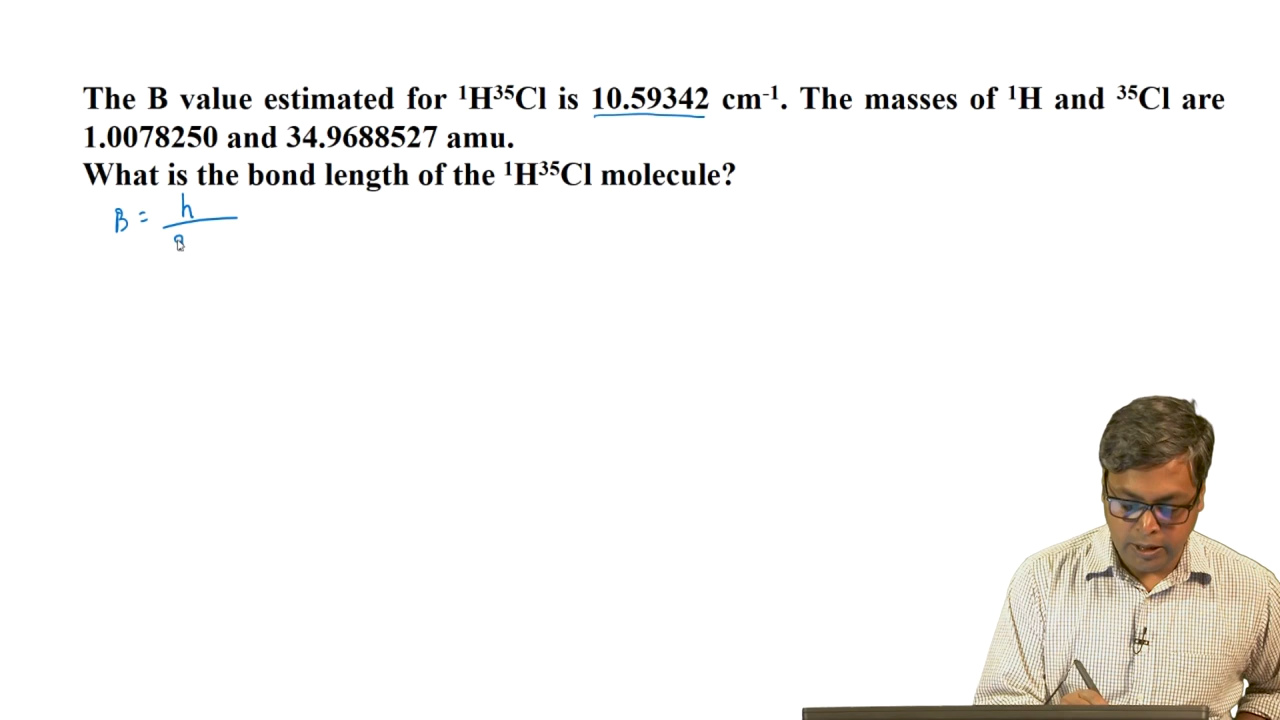 The B value estimated for ¹H³⁵Cl is 10.59342 cm⁻¹. The masses of ¹H and ³⁵Cl are
1.0078250 and 34.9688527 amu.
What is the bond length of the ¹H³⁵Cl molecule?
B = h
8